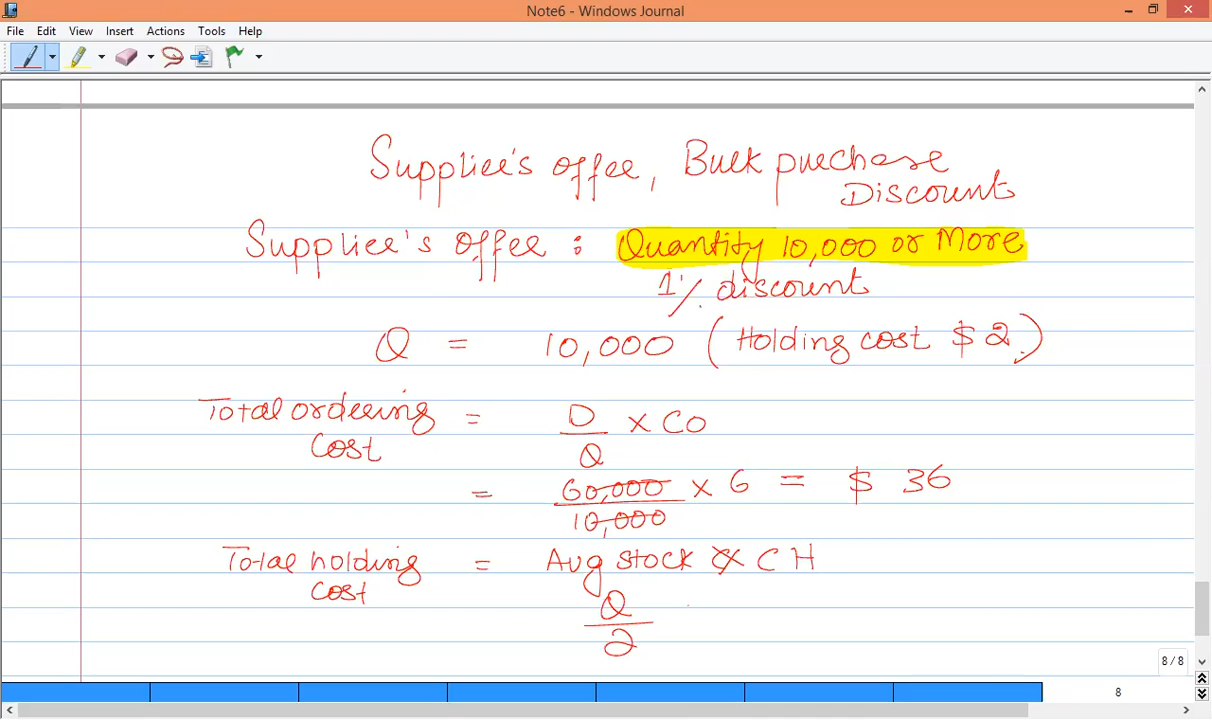 Note6 - Windows Journal
File Edit View Insert Actions Tools Help
Supplier's offer, Bulk purchase
Discount
Supplier's offer : Quantity 10,000 or More
1% discount
Q = 10,000 (Holding cost $ 2)
Total ordering = D/Q × CO
cost
= 60,000/10,000 × 6 = $ 36
Total holding = Avg stock × CH
cost
Q/2
8 / 8
8